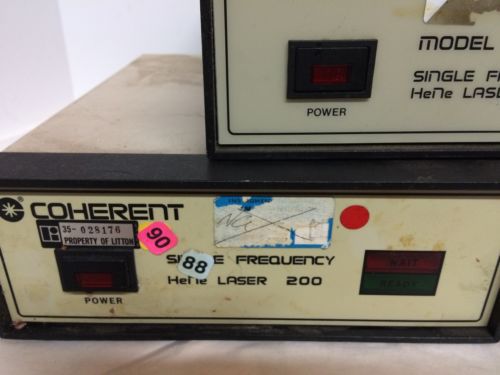 MODEL
SINGLE FR
HeNe LASE
POWER
COHERENT
35-028176
PROPERTY OF LITTON
90
88
SINGLE FREQUENCY
HeNe LASER 200
WAIT
READY
POWER